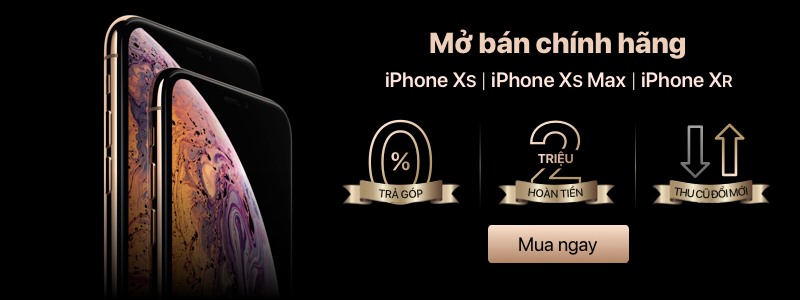 Mở bán chính hãng
iPhone XS | iPhone XS Max | iPhone XR
0%
TRẢ GÓP
2 TRIỆU
HOÀN TIỀN
THU CŨ ĐỔI MỚI
Mua ngay